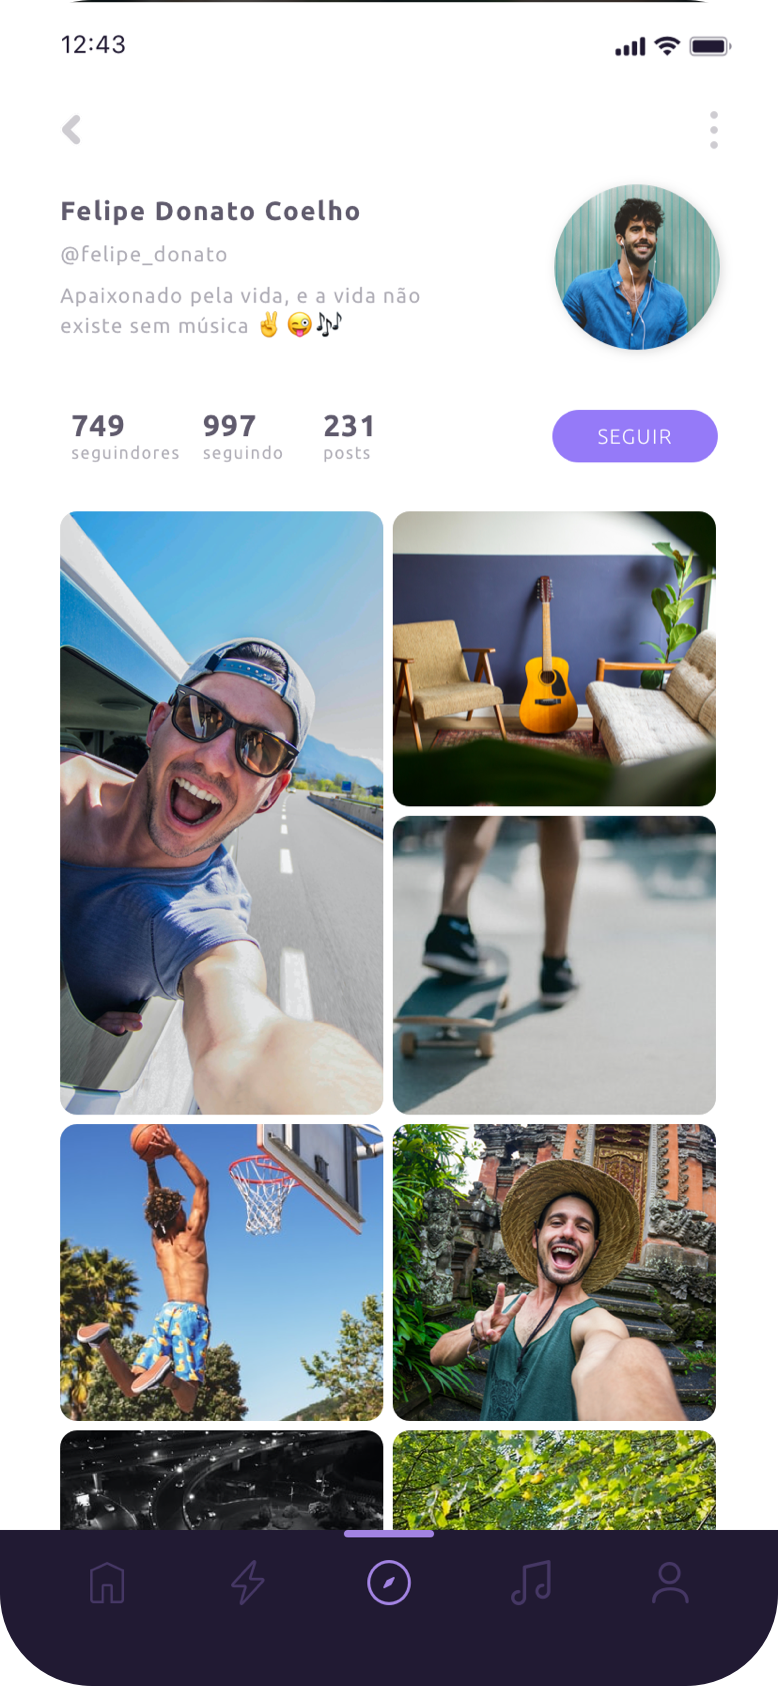 12:43
Felipe Donato Coelho
@felipe_donato
Apaixonado pela vida, e a vida não
existe sem música ✌️😜🎶
749 997 231
seguindores seguindo posts
SEGUIR